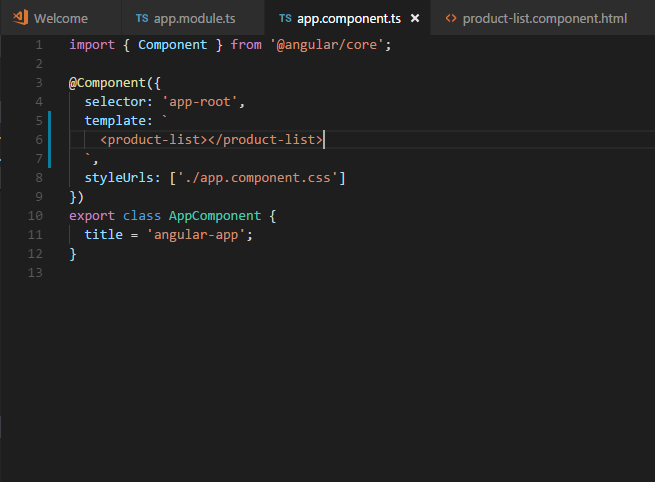 Welcome
TS app.module.ts
TS app.component.ts ×
<> product-list.component.html
1 import { Component } from '@angular/core';
2
3 @Component({
4   selector: 'app-root',
5   template: `
6     <product-list></product-list>
7   `,
8   styleUrls: ['./app.component.css']
9 })
10 export class AppComponent {
11   title = 'angular-app';
12 }
13